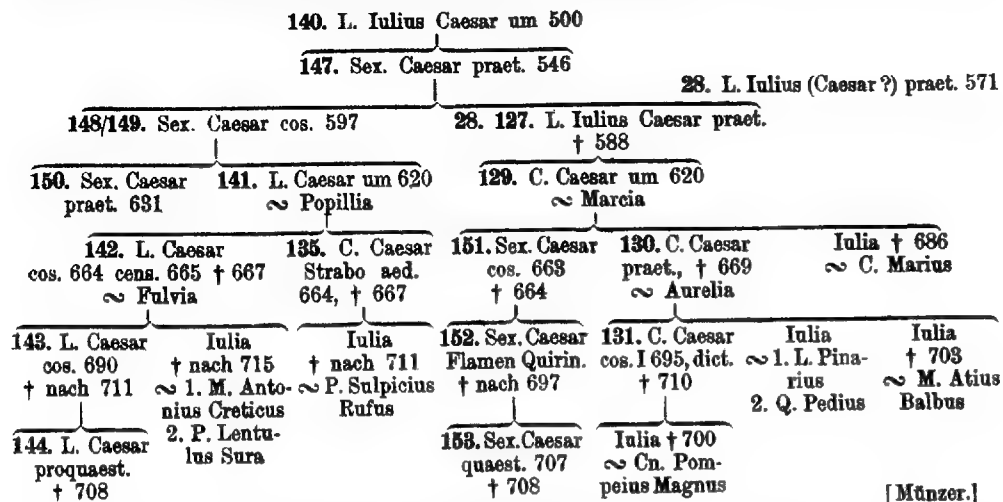 140. L. Iulius Caesar um 500
147. Sex. Caesar praet. 546
28. L. Iulius (Caesar?) praet. 571
148/149. Sex. Caesar cos. 597
28. 127. L. Iulius Caesar praet.
† 588
150. Sex. Caesar
praet. 631
141. L. Caesar um 620
∾ Popillia
129. C. Caesar um 620
∾ Marcia
142. L. Caesar
cos. 664 cens. 665 † 667
∾ Fulvia
135. C. Caesar
Strabo aed.
664, † 667
151. Sex. Caesar
cos. 663
† 664
130. C. Caesar
praet., † 669
∾ Aurelia
Iulia † 686
∾ C. Marius
143. L. Caesar
cos. 690
† nach 711
Iulia
† nach 715
∾ 1. M. Anto-
nius Creticus
2. P. Lentu-
lus Sura
Iulia
† nach 711
∾ P. Sulpicius
Rufus
152. Sex. Caesar
Flamen Quirin.
† nach 697
131. C. Caesar
cos. I 695, dict.
† 710
Iulia
∾ 1. L. Pina-
rius
2. Q. Pedius
Iulia
† 703
∾ M. Atius
Balbus
144. L. Caesar
proquaest.
† 708
153. Sex. Caesar
quaest. 707
† 708
Iulia † 700
∾ Cn. Pom-
peius Magnus
[Münzer.]